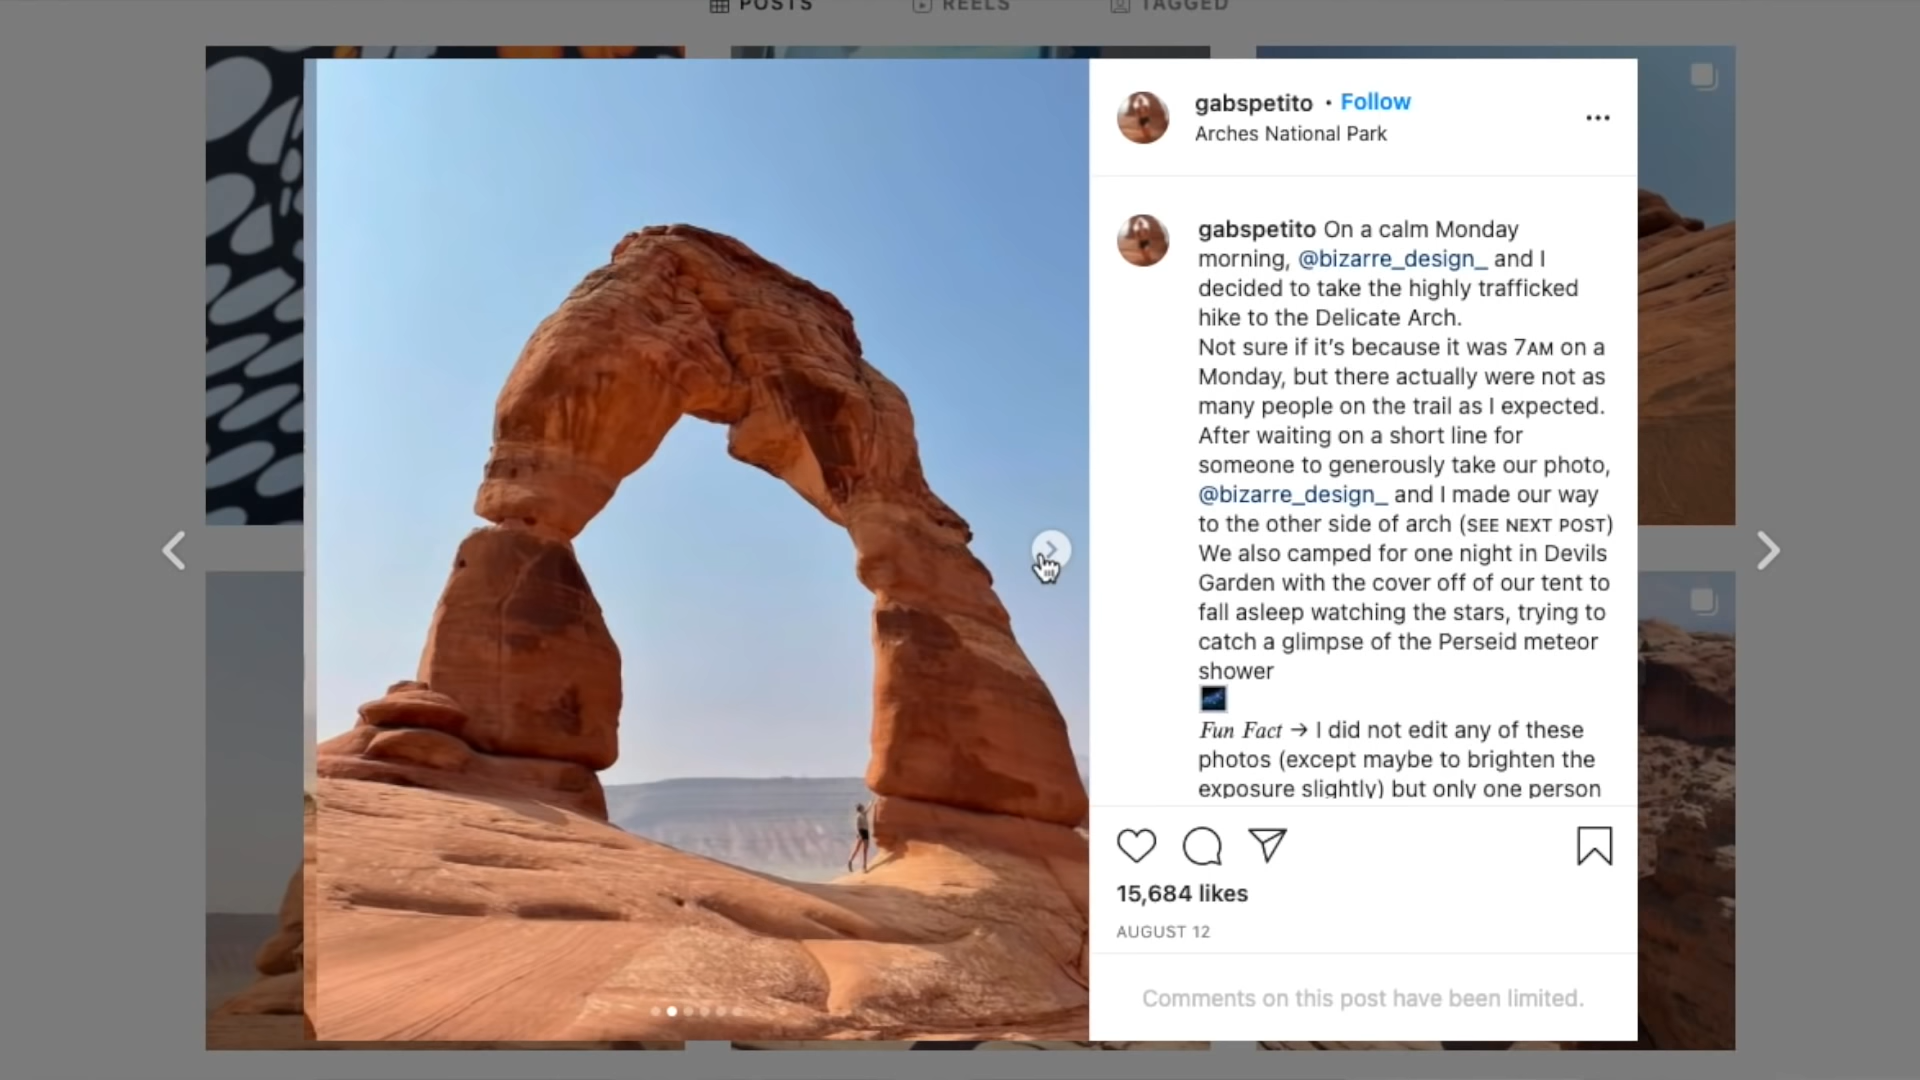 POSTS REELS TAGGED
gabspetito • Follow
Arches National Park
gabspetito On a calm Monday
morning, @bizarre_design_ and I
decided to take the highly trafficked
hike to the Delicate Arch.
Not sure if it’s because it was 7ᴀᴍ on a
Monday, but there actually were not as
many people on the trail as I expected.
After waiting on a short line for
someone to generously take our photo,
@bizarre_design_ and I made our way
to the other side of arch (ꜱᴇᴇ ɴᴇxᴛ ᴘᴏꜱᴛ)
We also camped for one night in Devils
Garden with the cover off of our tent to
fall asleep watching the stars, trying to
catch a glimpse of the Perseid meteor
shower
🌌
𝐹𝑢𝑛 𝐹𝑎𝑐𝑡 → I did not edit any of these
photos (except maybe to brighten the
exposure slightly) but only one person
15,684 likes
AUGUST 12
Comments on this post have been limited.